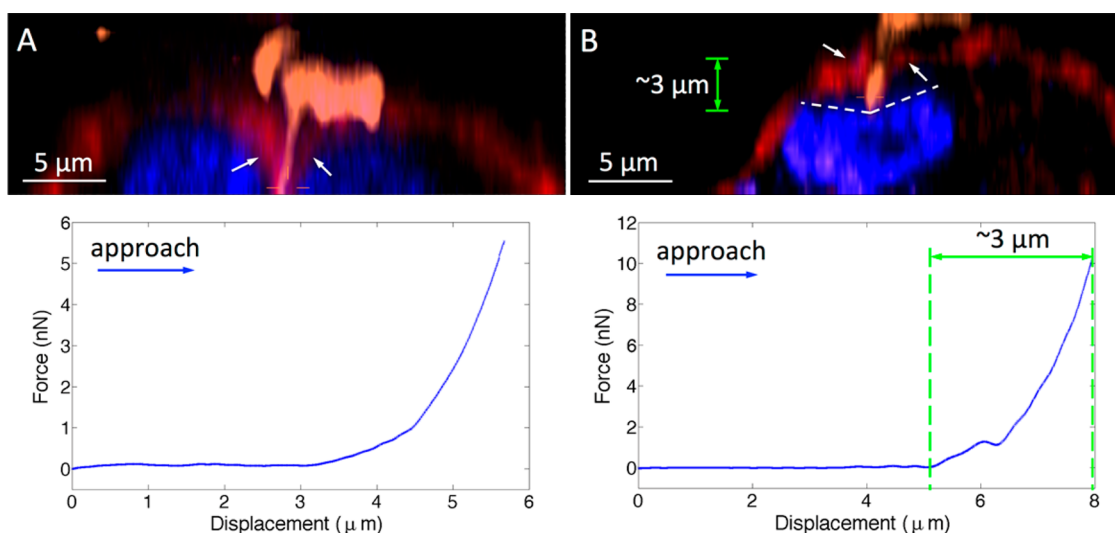 A
5 μm
B
~3 μm
5 μm
approach
Force (nN)
6
5
4
3
2
1
0
0 1 2 3 4 5 6
Displacement (μ m)
approach
~3 μm
Force (nN)
12
10
8
6
4
2
0
0 2 4 6 8
Displacement (μ m)